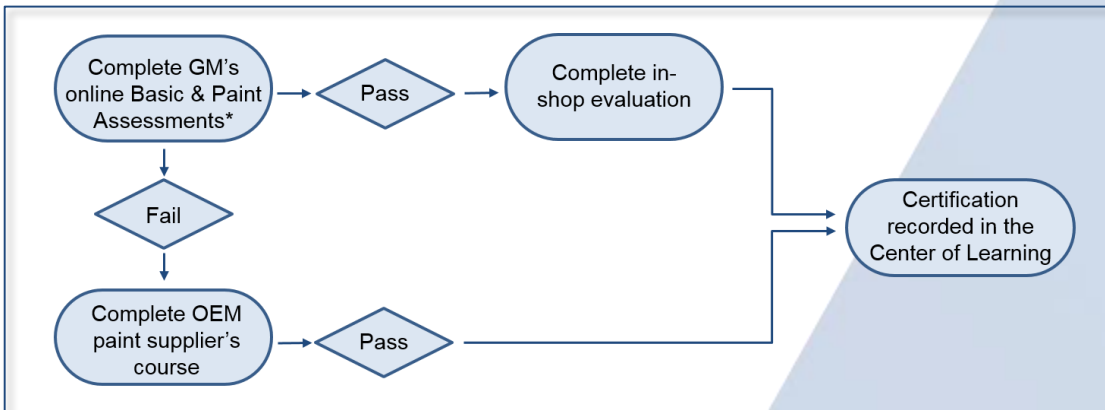 Complete GM’s
online Basic & Paint
Assessments*
Pass
Complete in-
shop evaluation
Fail
Certification
recorded in the
Center of Learning
Complete OEM
paint supplier’s
course
Pass